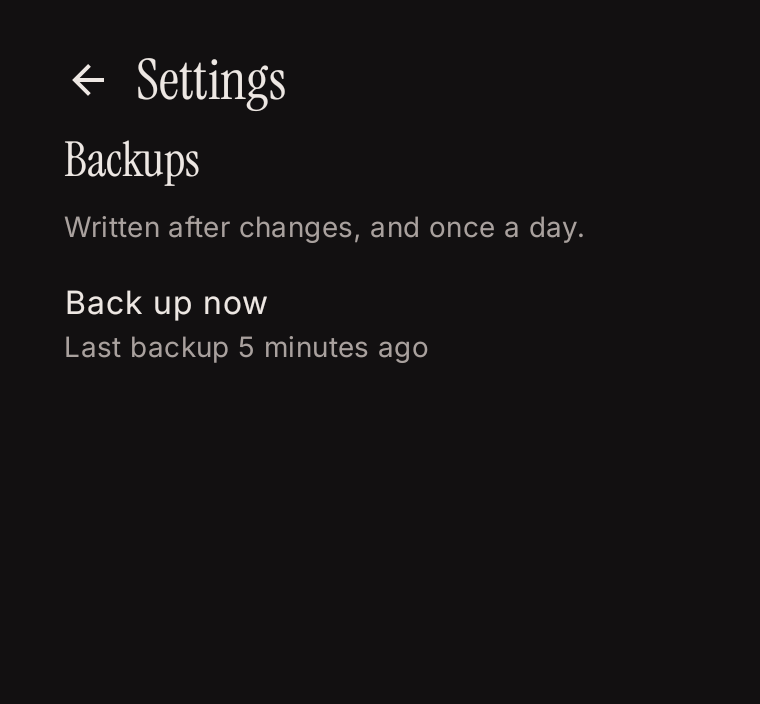 Settings
Backups
Written after changes, and once a day.
Back up now
Last backup 5 minutes ago